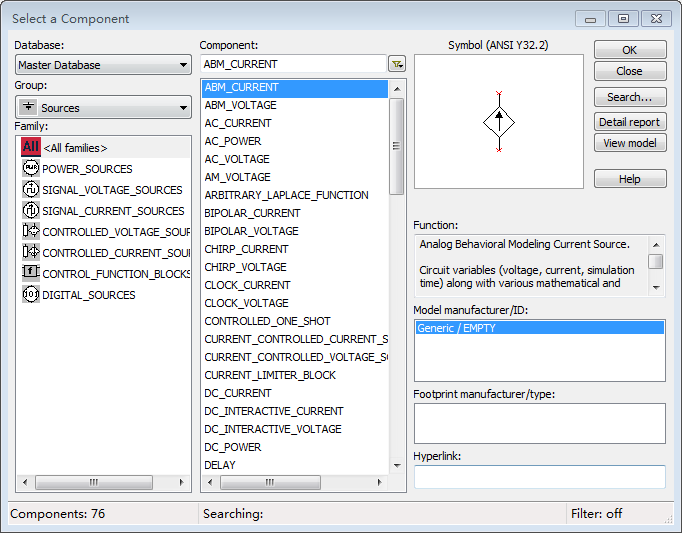 Select a Component
Database:
Master Database
Group:
Sources
Family:
All <All families>
PWR POWER_SOURCES
SIGNAL_VOLTAGE_SOURCES
SIGNAL_CURRENT_SOURCES
CONTROLLED_VOLTAGE_SOUR
CONTROLLED_CURRENT_SOUR
f CONTROL_FUNCTION_BLOCKS
101 DIGITAL_SOURCES
Component:
ABM_CURRENT
ABM_CURRENT
ABM_VOLTAGE
AC_CURRENT
AC_POWER
AC_VOLTAGE
AM_VOLTAGE
ARBITRARY_LAPLACE_FUNCTION
BIPOLAR_CURRENT
BIPOLAR_VOLTAGE
CHIRP_CURRENT
CHIRP_VOLTAGE
CLOCK_CURRENT
CLOCK_VOLTAGE
CONTROLLED_ONE_SHOT
CURRENT_CONTROLLED_CURRENT_S
CURRENT_CONTROLLED_VOLTAGE_SO
CURRENT_LIMITER_BLOCK
DC_CURRENT
DC_INTERACTIVE_CURRENT
DC_INTERACTIVE_VOLTAGE
DC_POWER
DELAY
Symbol (ANSI Y32.2)
OK
Close
Search...
Detail report
View model
Help
Function:
Analog Behavioral Modeling Current Source.
Circuit variables (voltage, current, simulation
time) along with various mathematical and
Model manufacturer/ID:
Generic / EMPTY
Footprint manufacturer/type:
Hyperlink:
Components: 76
Searching:
Filter: off